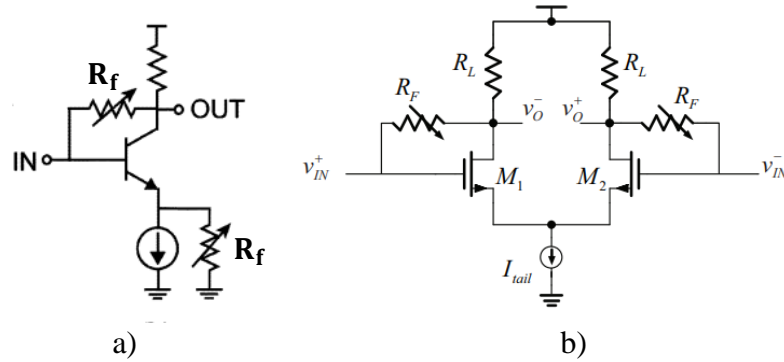 R_f
OUT
IN
R_f
a)
R_L
R_L
R_F
R_F
v_O^-
v_O^+
v_IN^+
v_IN^-
M_1
M_2
I_tail
b)